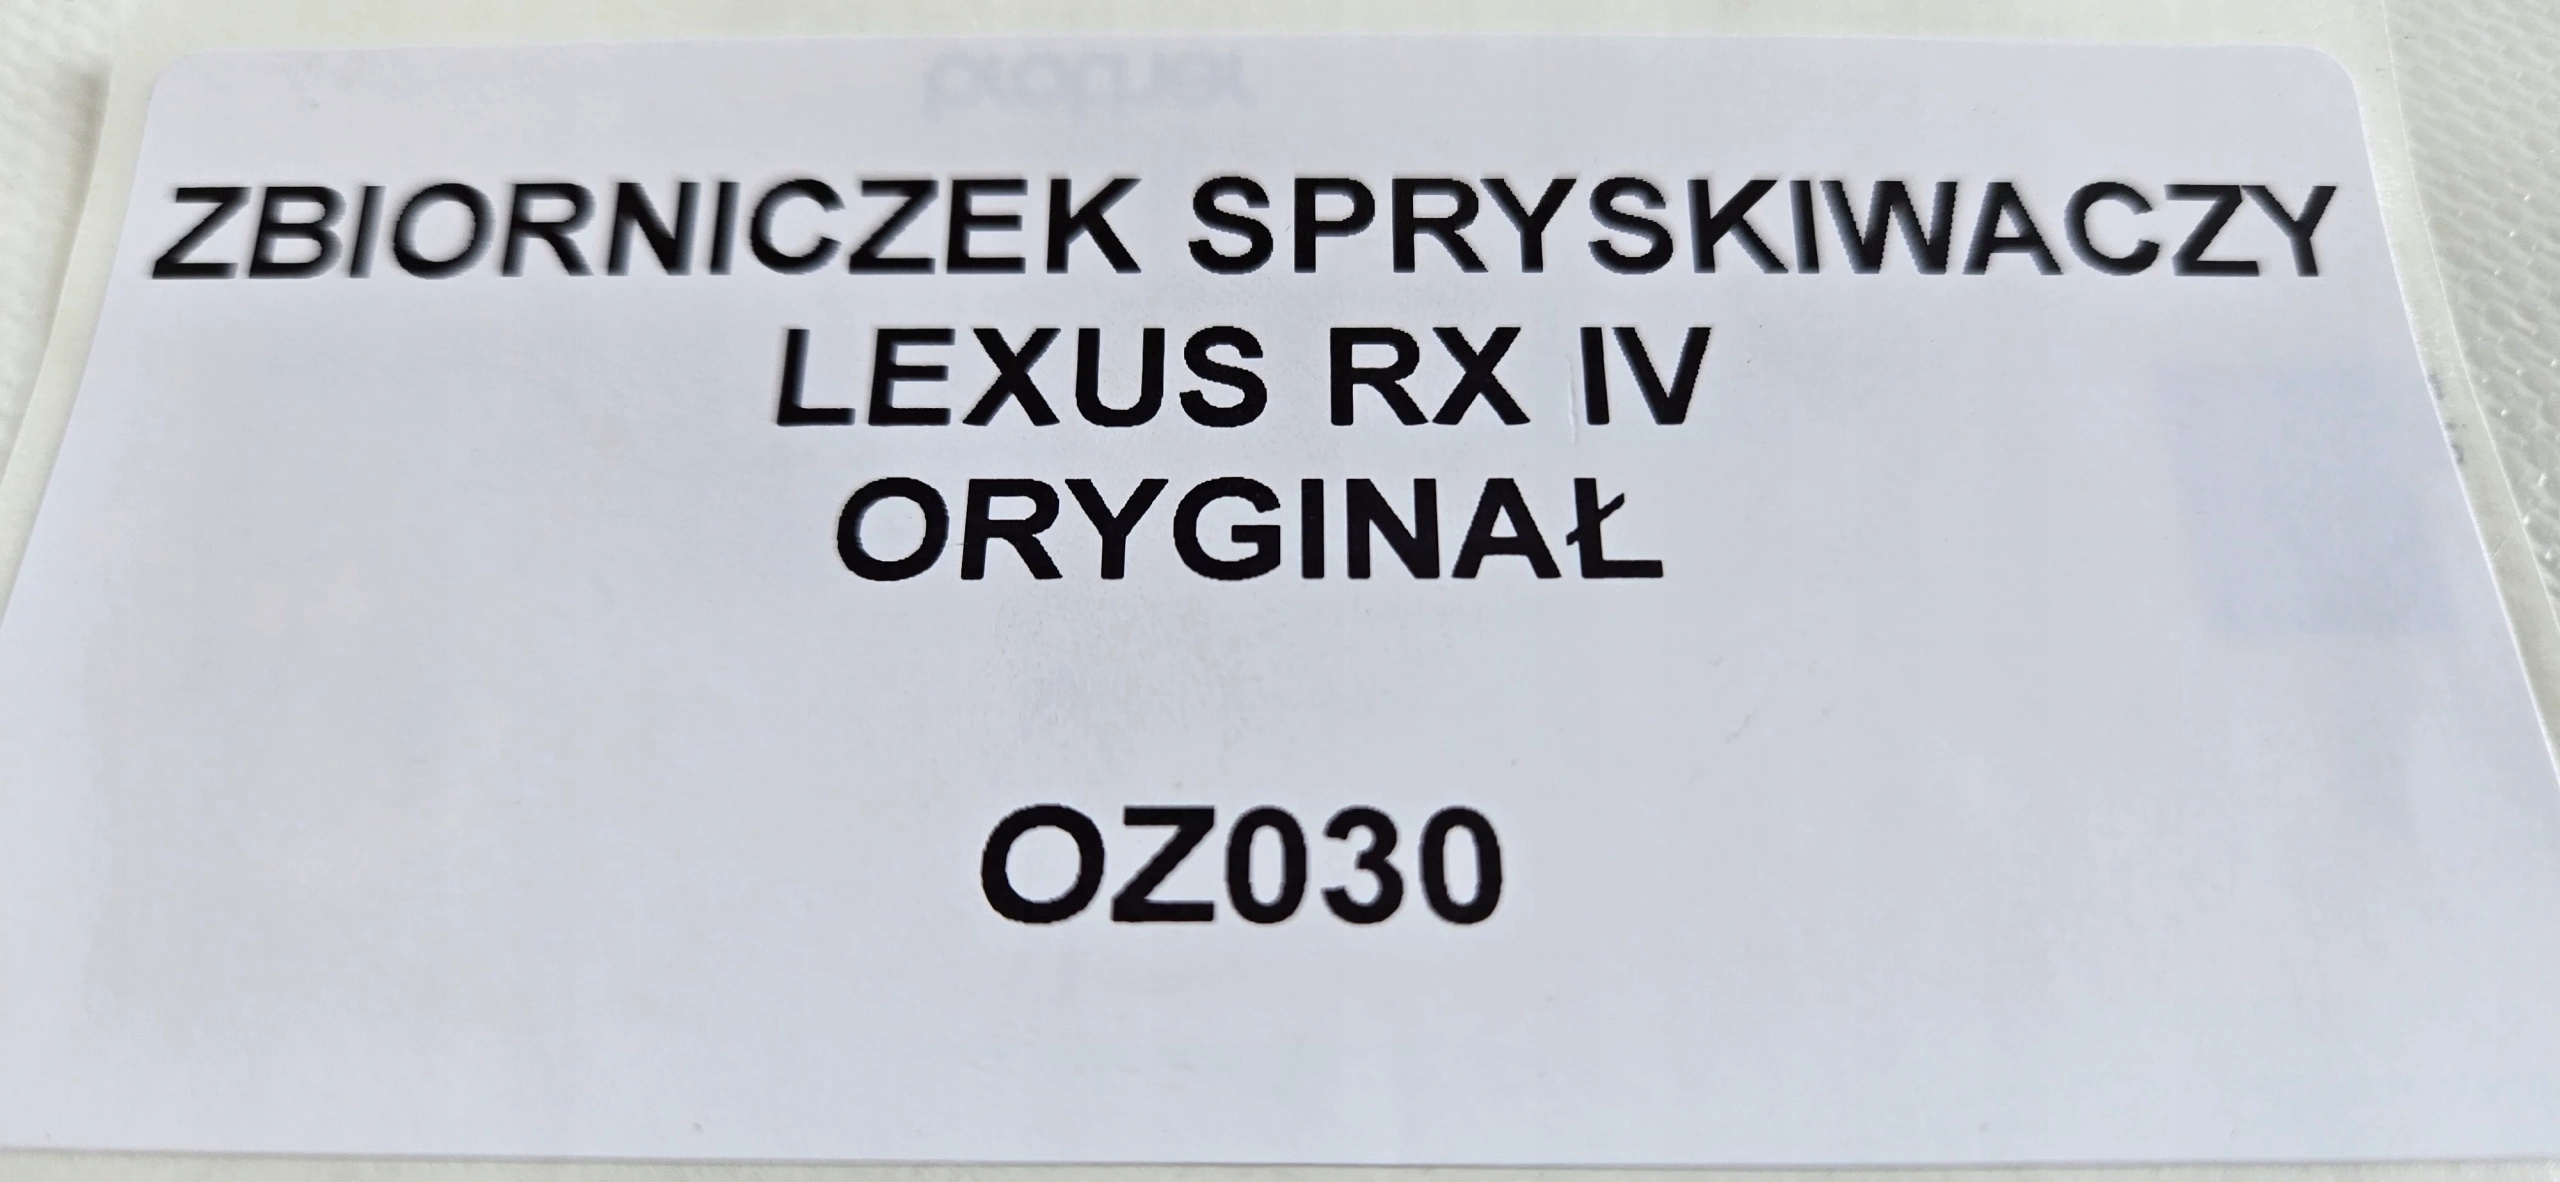 ZBIORNICZEK SPRYSKIWACZY
LEXUS RX IV
ORYGINAŁ
OZ030